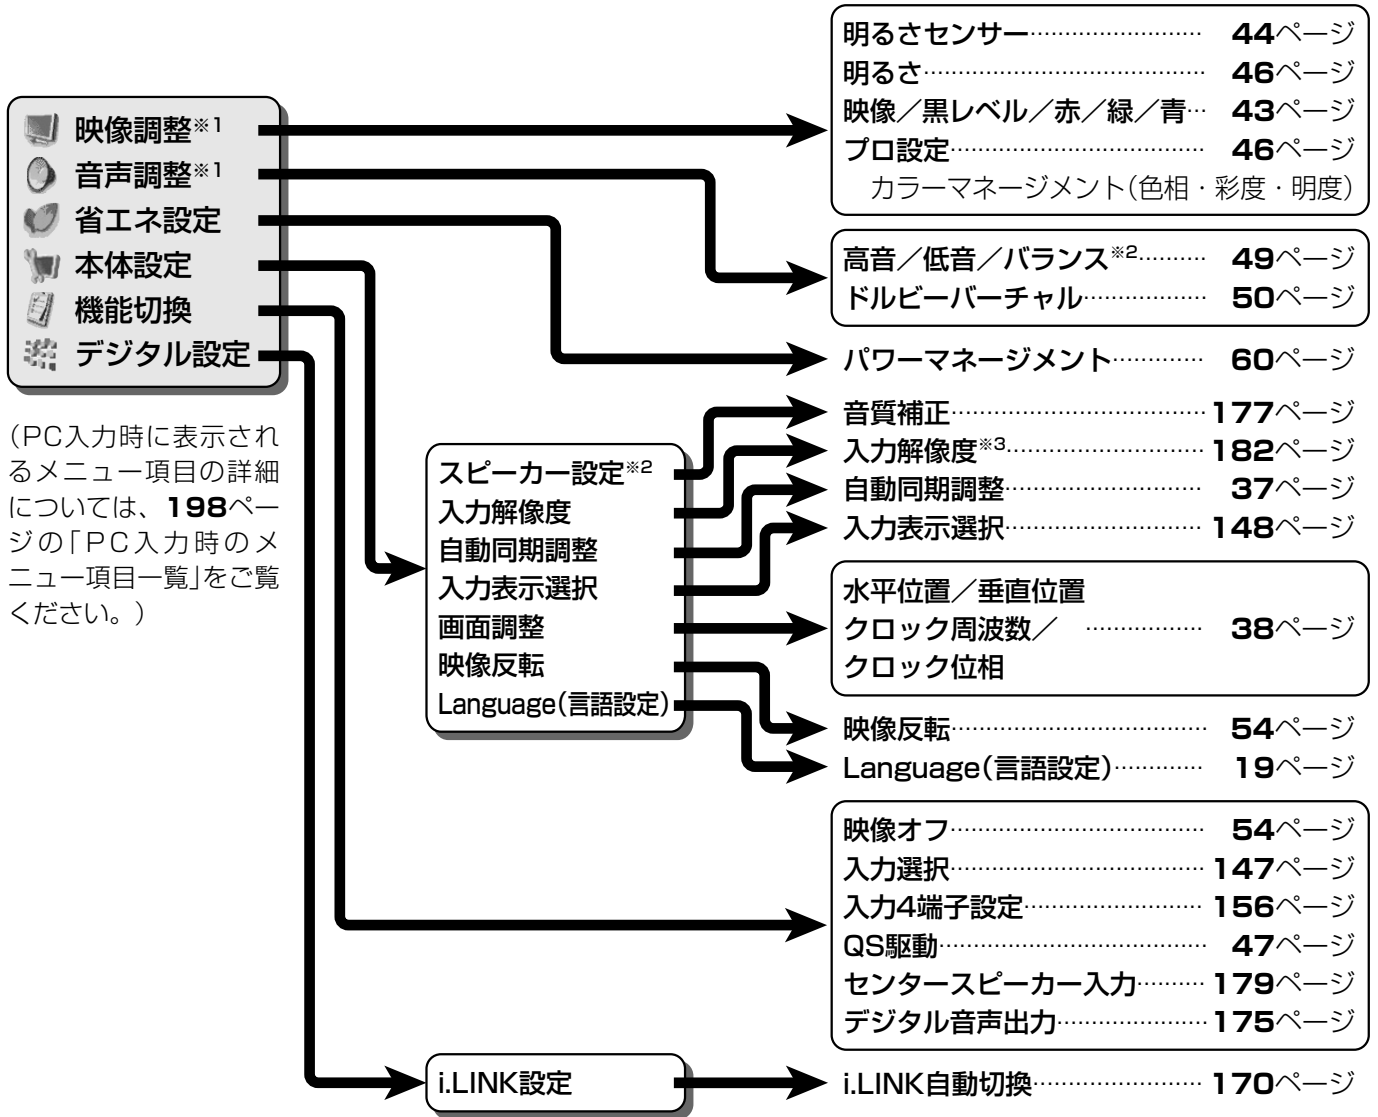 映像調整※1
音声調整※1
省エネ設定
本体設定
機能切換
デジタル設定
(PC入力時に表示され
るメニュー項目の詳細
については、198ペー
ジの「PC入力時のメ
ニュー項目一覧」をご覧
ください。)
スピーカー設定※2
入力解像度
自動同期調整
入力表示選択
画面調整
映像反転
Language(言語設定)
i.LINK設定
明るさセンサー…………………… 44ページ
明るさ…………………………… 46ページ
映像/黒レベル/赤/緑/青… 43ページ
プロ設定………………………… 46ページ
カラーマネージメント(色相・彩度・明度)
高音/低音/バランス※2……… 49ページ
ドルビーバーチャル……………… 50ページ
パワーマネージメント………… 60ページ
音質補正…………………………177ページ
入力解像度※3……………………182ページ
自動同期調整…………………… 37ページ
入力表示選択……………………148ページ
水平位置/垂直位置
クロック周波数/ …………… 38ページ
クロック位相
映像反転………………………… 54ページ
Language(言語設定)………… 19ページ
映像オフ………………………… 54ページ
入力選択…………………………147ページ
入力4端子設定…………………156ページ
QS駆動………………………… 47ページ
センタースピーカー入力………179ページ
デジタル音声出力………………175ページ
i.LINK自動切換…………………170ページ